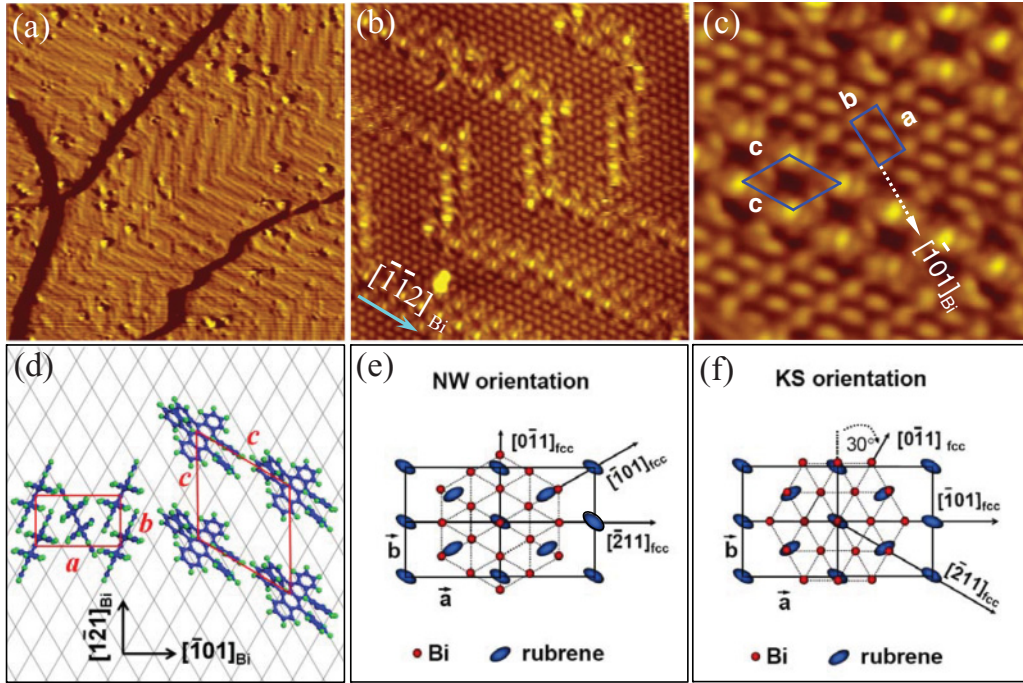 (a)
(b)
[1̄1̄2]Bi
(c)
b
a
c
c
[1̄01]Bi
(d)
c
c
b
a
[12̄1]Bi
[1̄01]Bi
(e)
NW orientation
[01̄1]fcc
[1̄01]fcc
[2̄11]fcc
b⃗
a⃗
Bi
rubrene
(f)
KS orientation
30°
[01̄1]fcc
[1̄01]fcc
[2̄11]fcc
b⃗
a⃗
Bi
rubrene